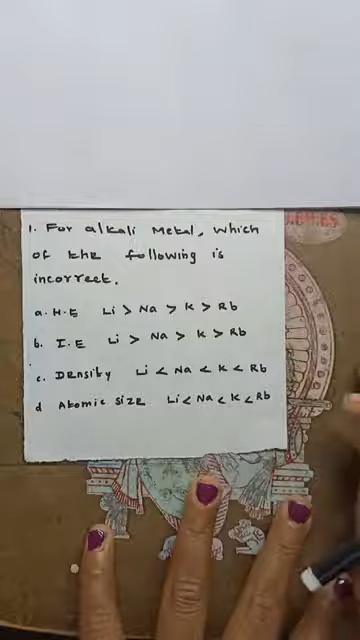 1. For alkali Metal, which
of the following is
incorrect.
a. H.E Li > Na > K > Rb
b. I.E Li > Na > K > Rb
c. Density Li < Na < K < Rb
d Atomic size Li < Na < K < Rb